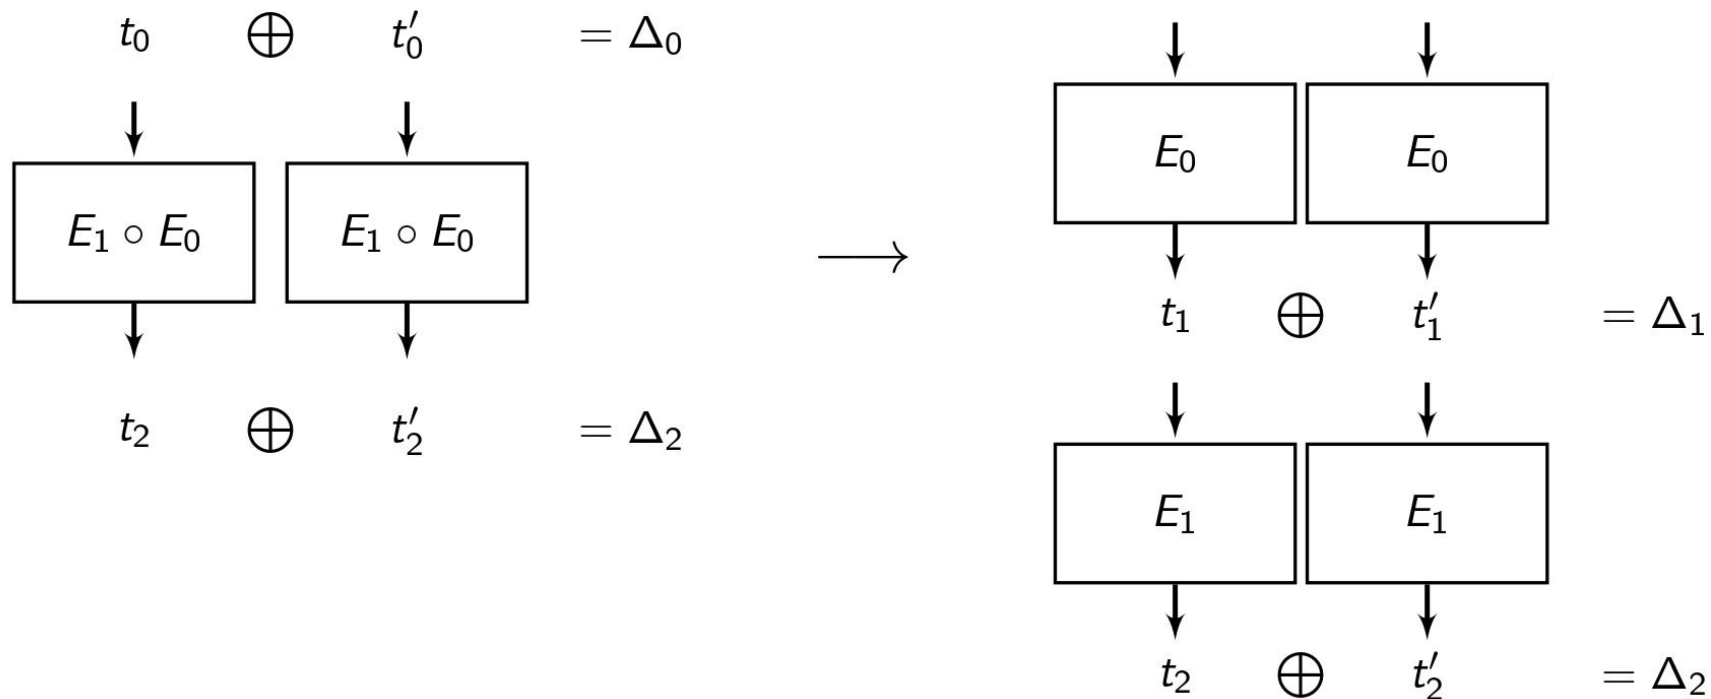 t₀ ⊕ t′₀ = Δ₀
E₁ ∘ E₀ E₁ ∘ E₀
t₂ ⊕ t′₂ = Δ₂
⟶
E₀ E₀
t₁ ⊕ t′₁ = Δ₁
E₁ E₁
t₂ ⊕ t′₂ = Δ₂